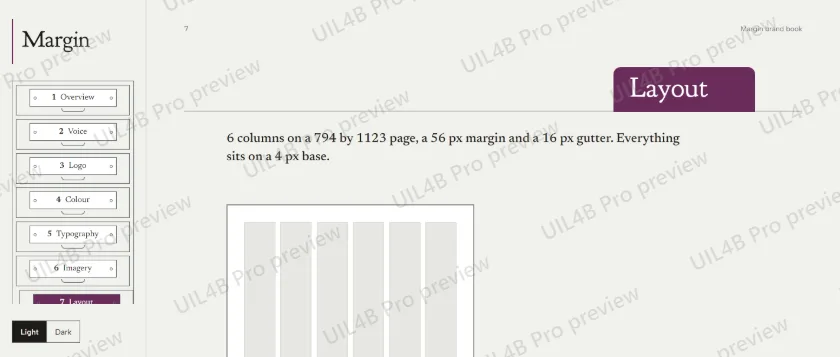 Margin
1 Overview
2 Voice
3 Logo
4 Colour
5 Typography
6 Imagery
7 Layout
Light
Dark
7
Margin brand book
Layout
6 columns on a 794 by 1123 page, a 56 px margin and a 16 px gutter. Everything
sits on a 4 px base.
UIL4B Pro preview